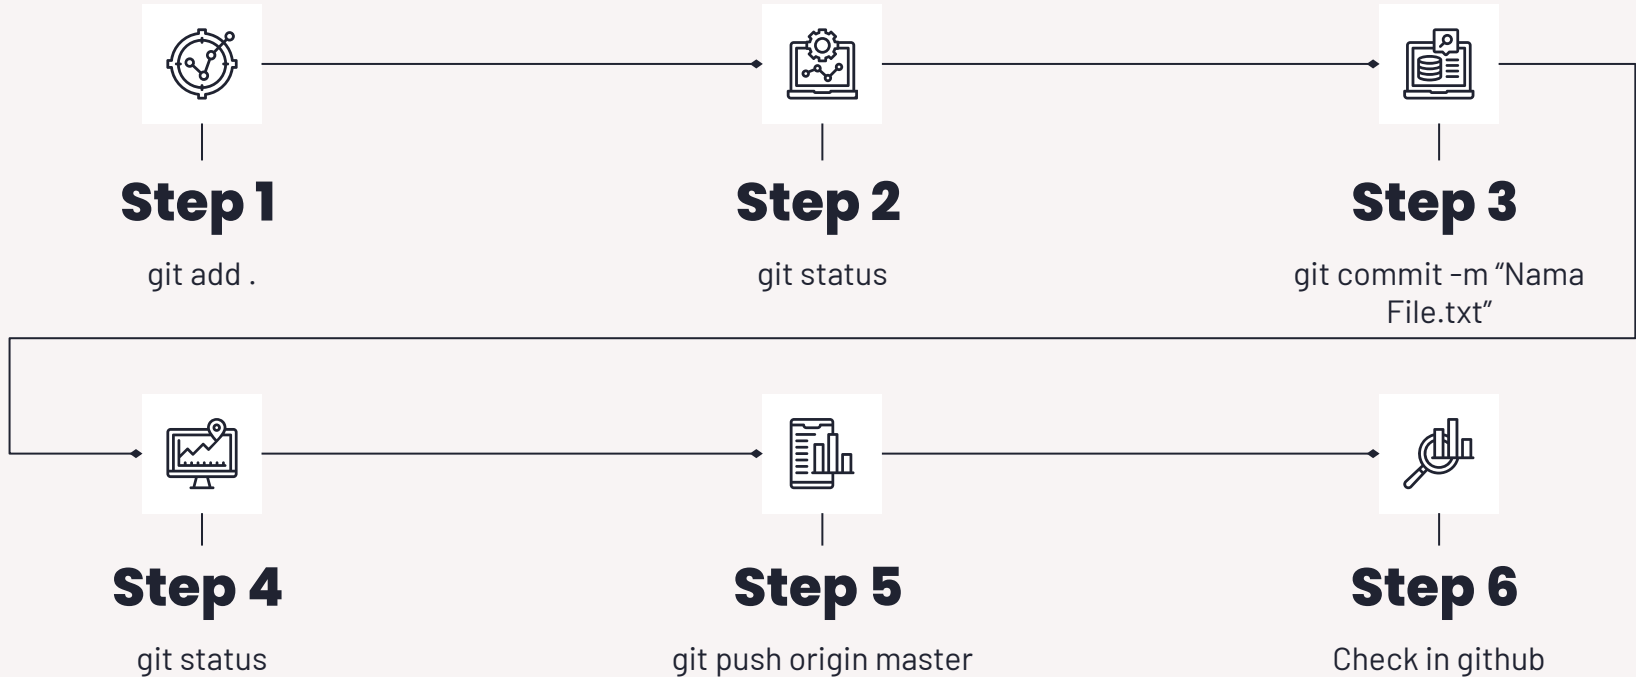 Step 1
git add .
Step 2
git status
Step 3
git commit -m “Nama
File.txt”
Step 4
git status
Step 5
git push origin master
Step 6
Check in github